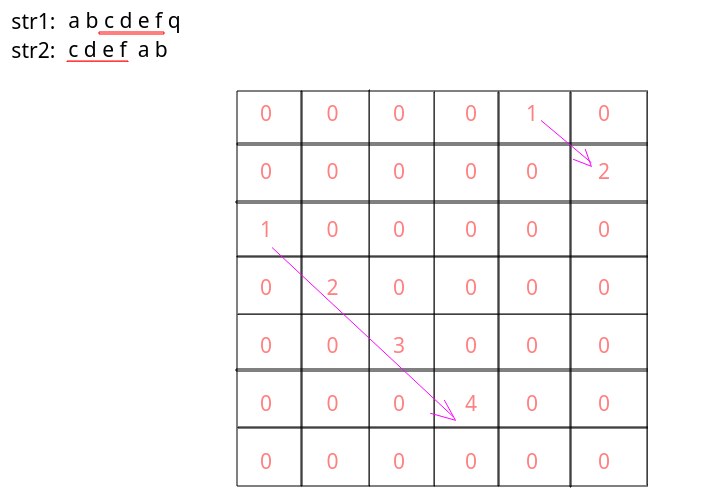 str1: a b c d e f q
str2: c d e f a b
0 0 0 0 1 0
0 0 0 0 0 2
1 0 0 0 0 0
0 2 0 0 0 0
0 0 3 0 0 0
0 0 0 4 0 0
0 0 0 0 0 0